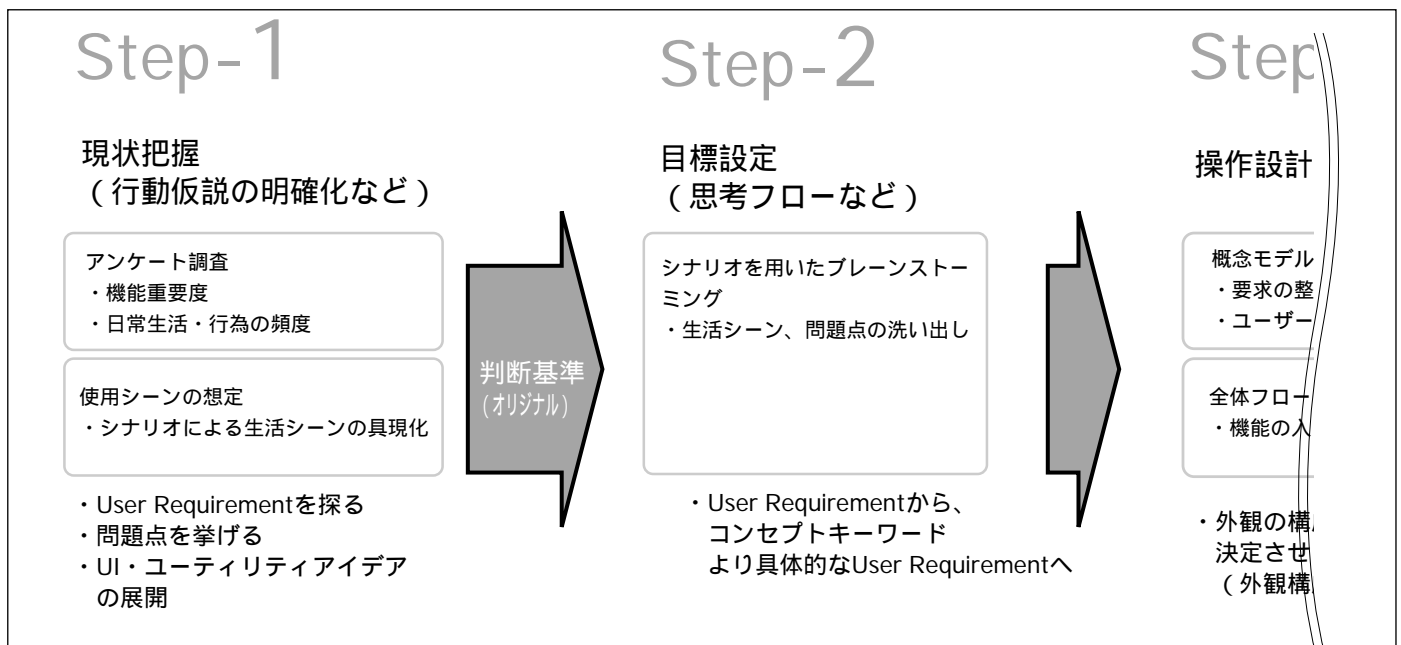 Step-1
現状把握
（行動仮説の明確化など）
アンケート調査
・機能重要度
・日常生活・行為の頻度
使用シーンの想定
・シナリオによる生活シーンの具現化
・User Requirementを探る
・問題点を挙げる
・UI・ユーティリティアイデア
の展開
判断基準
(オリジナル)
Step-2
目標設定
（思考フローなど）
シナリオを用いたブレーンストー
ミング
・生活シーン、問題点の洗い出し
・User Requirementから、
コンセプトキーワード
より具体的なUser Requirementへ
Step
操作設計
概念モデル
・要求の整
・ユーザー
全体フロー
・機能の入
・外観の構
決定させ
（外観構